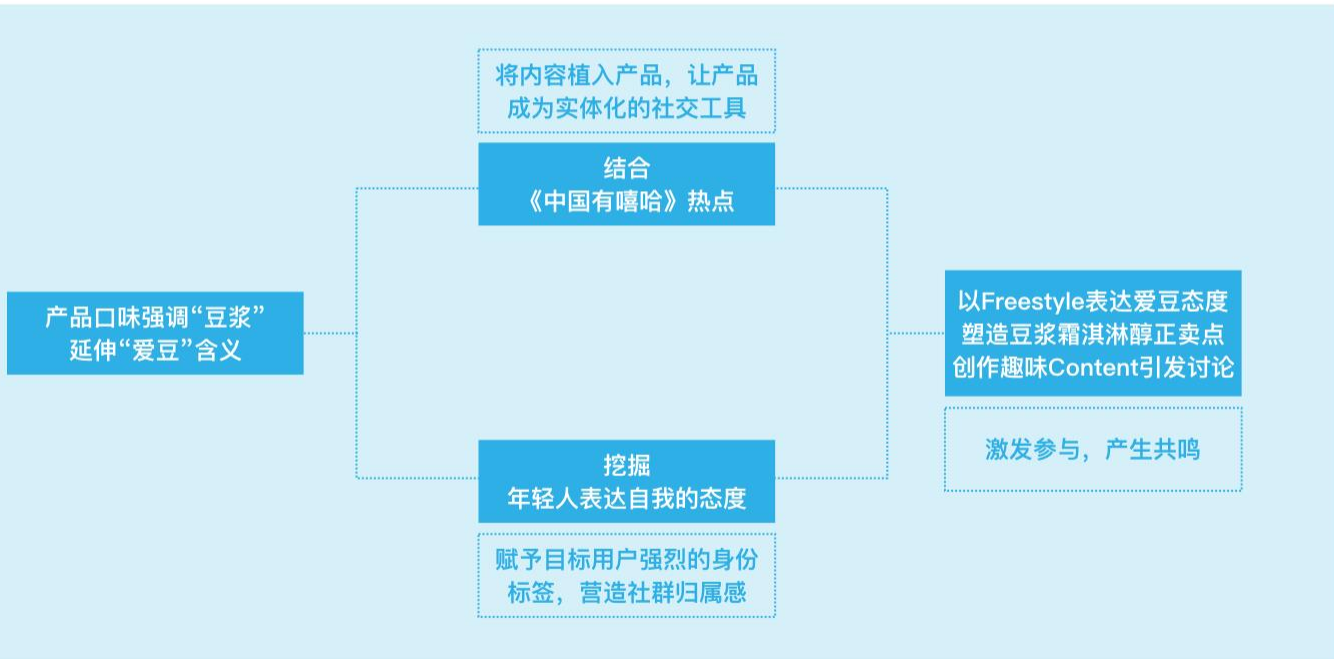 将内容植入产品，让产品
成为实体化的社交工具
结合
《中国有嘻哈》热点
产品口味强调“豆浆”
延伸“爱豆”含义
以Freestyle表达爱豆态度
塑造豆浆霜淇淋醇正卖点
创作趣味Content引发讨论
激发参与，产生共鸣
挖掘
年轻人表达自我的态度
赋予目标用户强烈的身份
标签，营造社群归属感